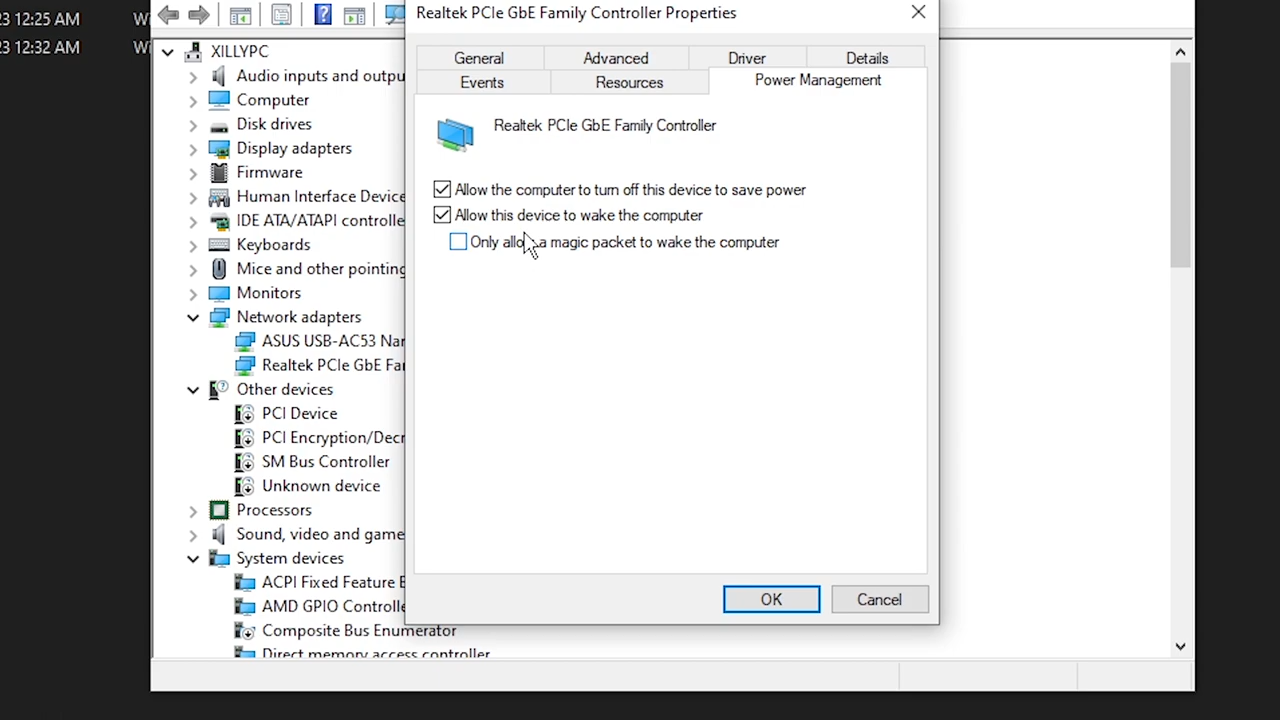 23 12:25 AM
Wi
23 12:32 AM
Wi
Realtek PCIe GbE Family Controller Properties
General
Advanced
Driver
Details
Events
Resources
Power Management
Realtek PCIe GbE Family Controller
Allow the computer to turn off this device to save power
Allow this device to wake the computer
Only allow a magic packet to wake the computer
OK
Cancel
XILLYPC
Audio inputs and outpu
Computer
Disk drives
Display adapters
Firmware
Human Interface Device
IDE ATA/ATAPI controlle
Keyboards
Mice and other pointing
Monitors
Network adapters
ASUS USB-AC53 Nar
Realtek PCIe GbE Fa
Other devices
PCI Device
PCI Encryption/Decr
SM Bus Controller
Unknown device
Processors
Sound, video and game
System devices
ACPI Fixed Feature B
AMD GPIO Controlle
Composite Bus Enumerator
Direct memory access controller